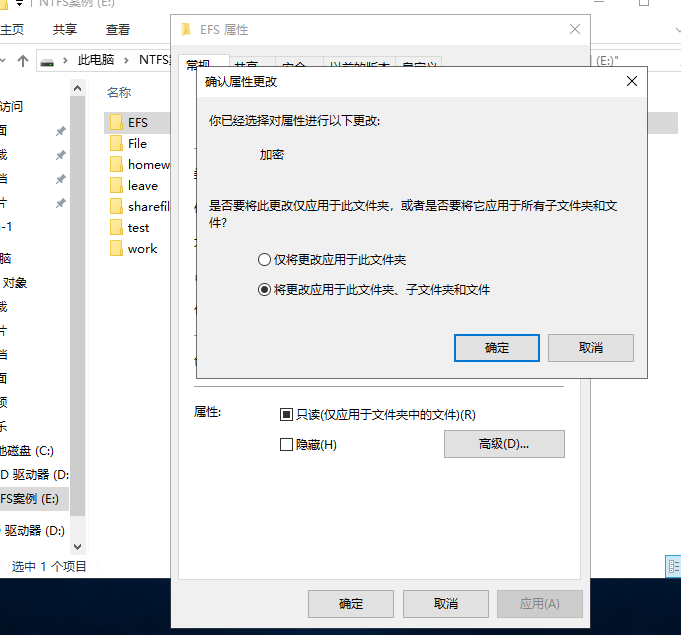 NTFS案例 (E:)
EFS 属性
主页
共享
查看
此电脑
NTFS案
(E:)"
常规
共享
安全
以前的版本
自定义
确认属性更改
你已经选择对属性进行以下更改:
加密
是否要将此更改仅应用于此文件夹，或者是否要将它应用于所有子文件夹和文
件?
仅将更改应用于此文件夹
将更改应用于此文件夹、子文件夹和文件
确定
取消
名称
EFS
File
homew
leave
sharefil
test
work
访问
面
载
档
片
-1
脑
对象
载
片
档
面
频
乐
地磁盘 (C:)
D 驱动器 (D:
FS案例 (E:)
驱动器 (D:)
选中 1 个项目
属性:
只读(仅应用于文件夹中的文件)(R)
隐藏(H)
高级(D)...
确定
取消
应用(A)